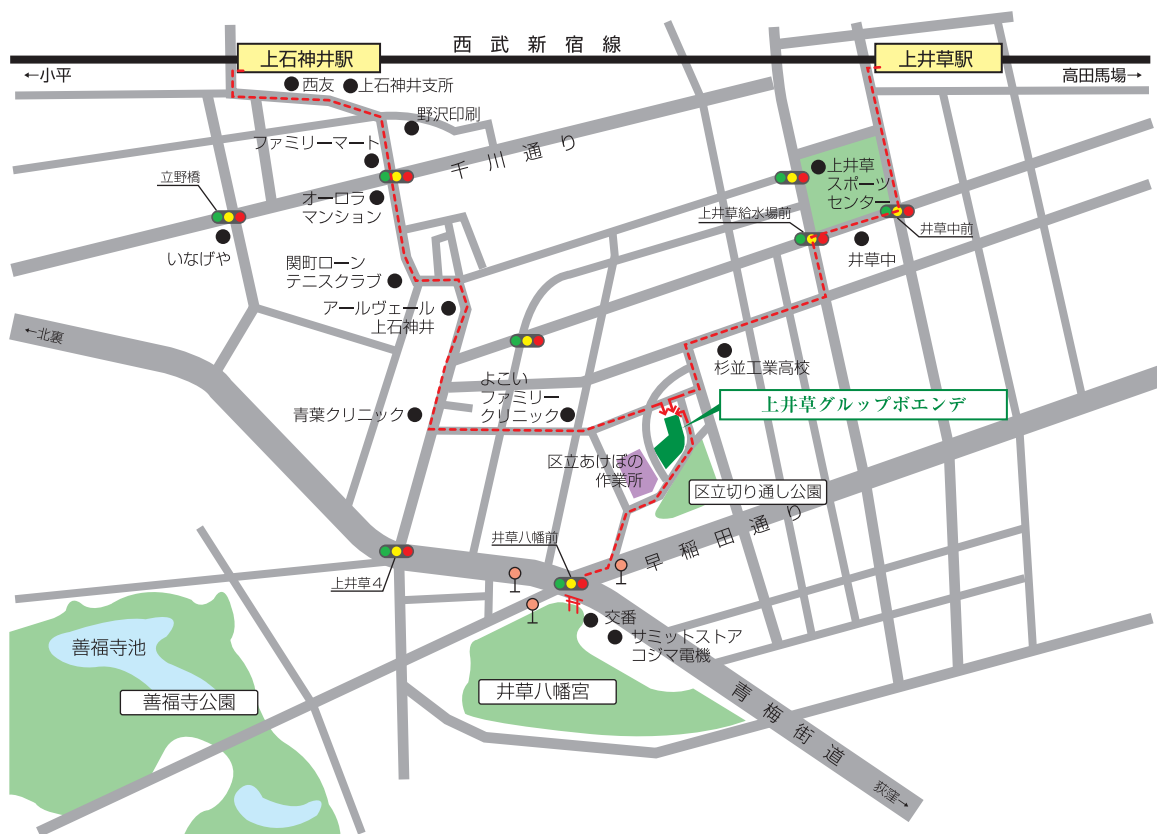 西武新宿線
上石神井駅
上井草駅
←小平
高田馬場→
西友
上石神井支所
野沢印刷
ファミリーマート
千川通り
立野橋
オーロラ
マンション
いなげや
関町ローン
テニスクラブ
アールヴェール
上石神井
上井草
スポーツ
センター
上井草給水場前
井草中前
井草中
←北裏
杉並工業高校
よこい
ファミリー
クリニック
青葉クリニック
上井草グルップボエンデ
区立あけぼの
作業所
区立切り通し公園
早稲田通り
井草八幡前
上井草4
交番
サミットストア
コジマ電機
善福寺池
善福寺公園
井草八幡宮
青梅街道
荻窪→